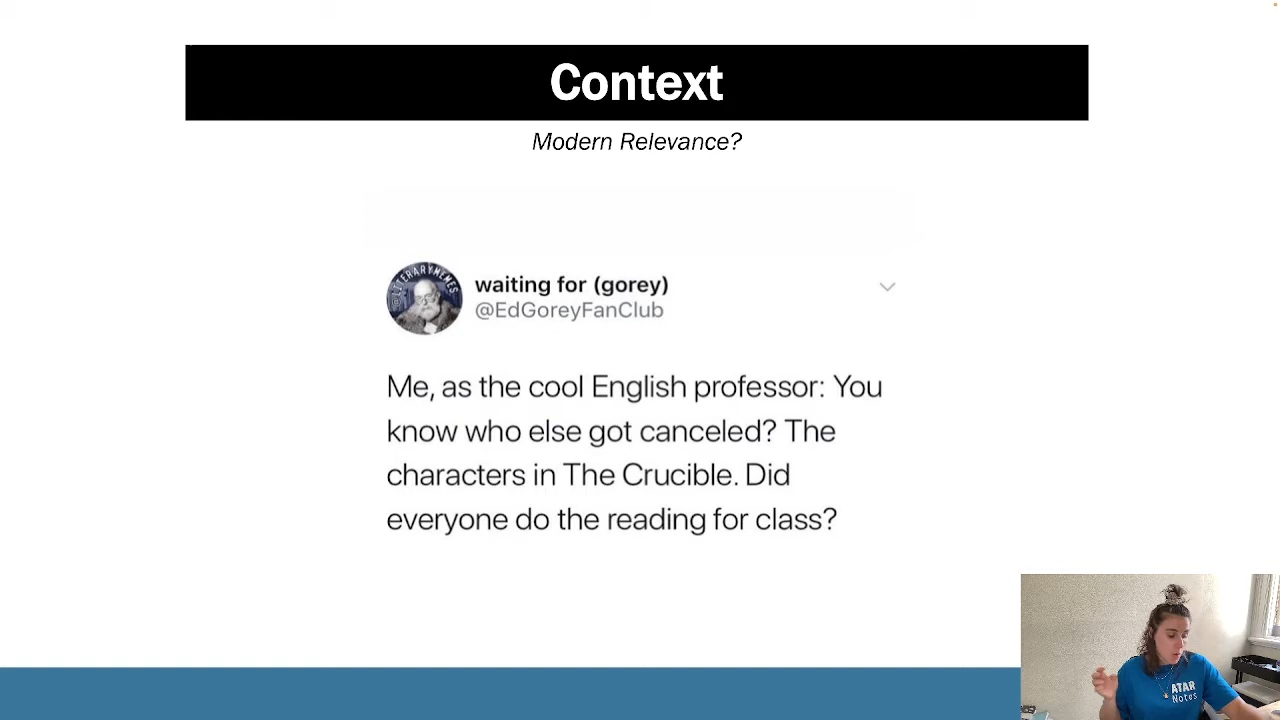 Context
Modern Relevance?
LITERARYMEMES
waiting for (gorey)
@EdGoreyFanClub
Me, as the cool English professor: You
know who else got canceled? The
characters in The Crucible. Did
everyone do the reading for class?
ATAR
Notes